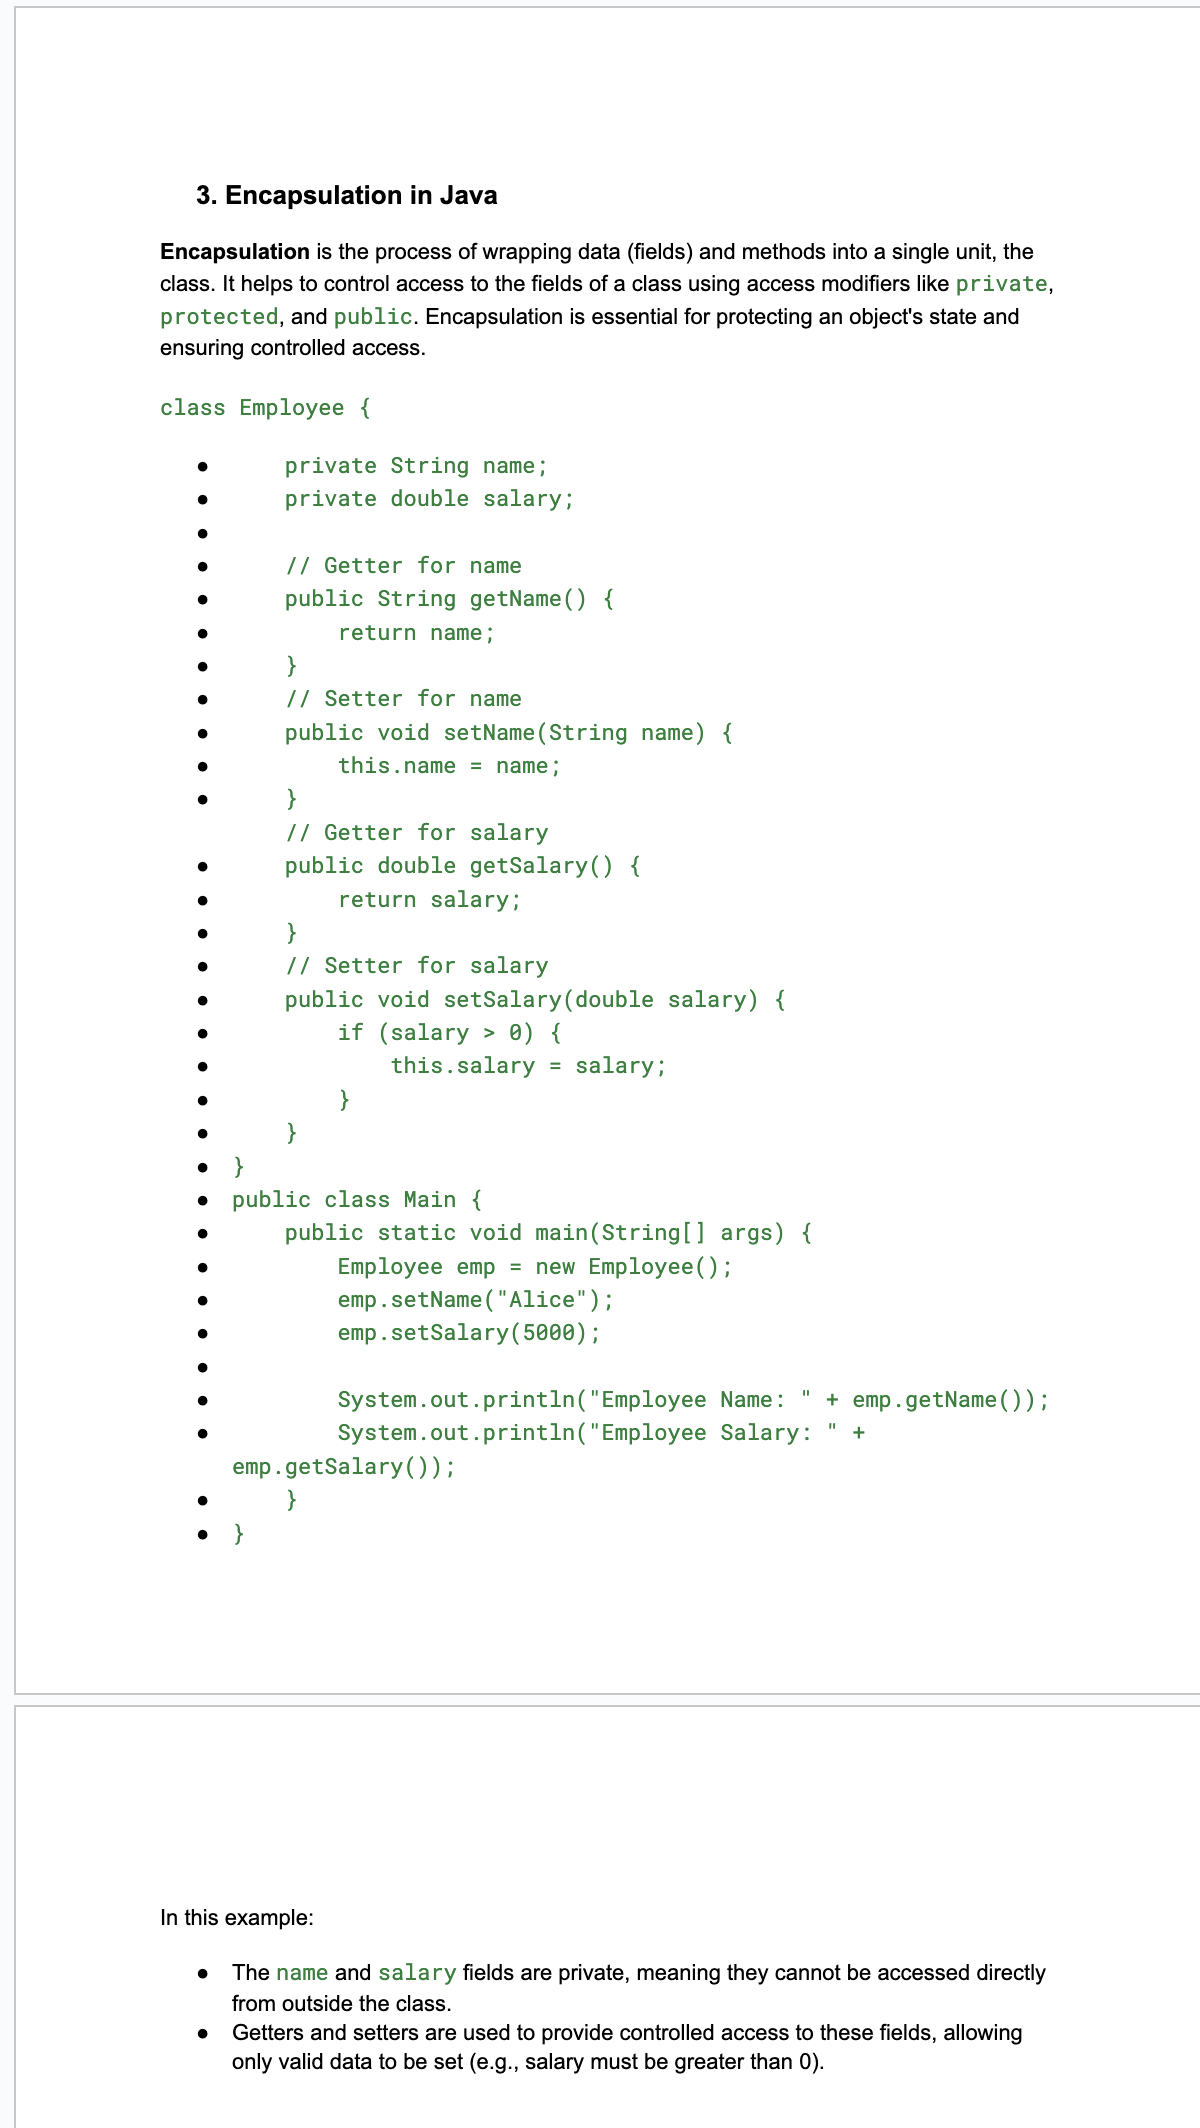 3. Encapsulation in Java
Encapsulation is the process of wrapping data (fields) and methods into a single unit, the
class. It helps to control access to the fields of a class using access modifiers like private,
protected, and public. Encapsulation is essential for protecting an object's state and
ensuring controlled access.
class Employee {
●     private String name;
●     private double salary;
●
●     // Getter for name
●     public String getName() {
●         return name;
●     }
●     // Setter for name
●     public void setName(String name) {
●         this.name = name;
●     }
    // Getter for salary
●     public double getSalary() {
●         return salary;
●     }
●     // Setter for salary
●     public void setSalary(double salary) {
●         if (salary > 0) {
●             this.salary = salary;
●         }
●     }
● }
● public class Main {
●     public static void main(String[] args) {
●         Employee emp = new Employee();
●         emp.setName("Alice");
●         emp.setSalary(5000);
●
●         System.out.println("Employee Name: " + emp.getName());
●         System.out.println("Employee Salary: " +
emp.getSalary());
●     }
● }
In this example:
● The name and salary fields are private, meaning they cannot be accessed directly
from outside the class.
● Getters and setters are used to provide controlled access to these fields, allowing
only valid data to be set (e.g., salary must be greater than 0).